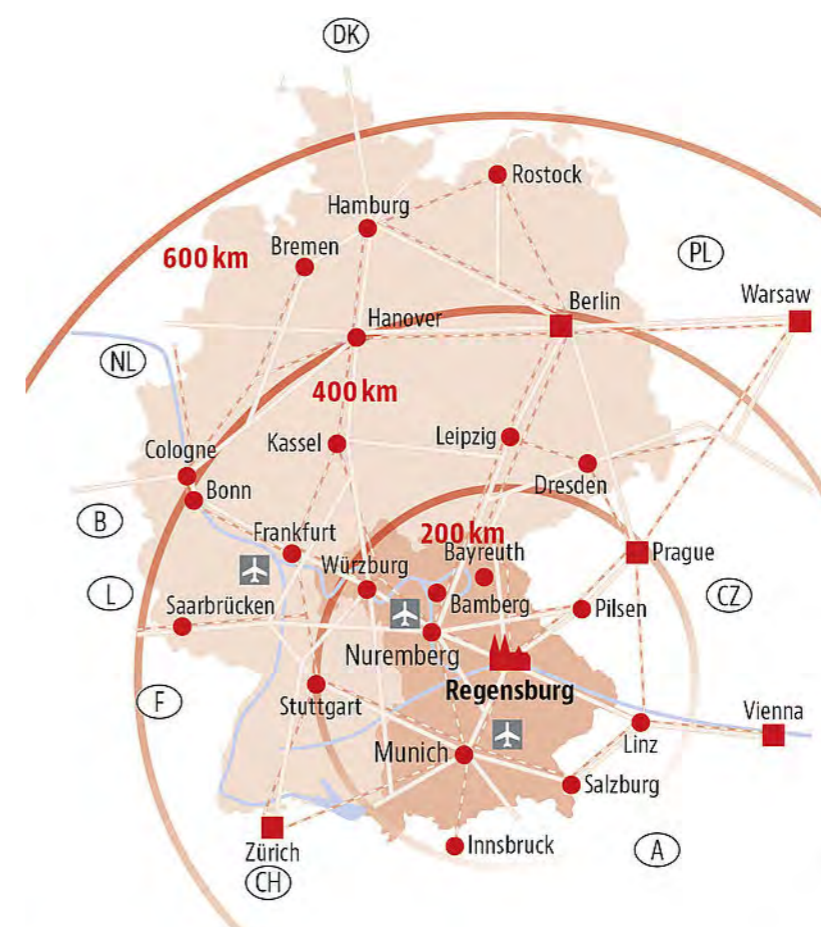 DK
Rostock
Hamburg
Bremen
600 km
PL
Berlin
Warsaw
Hanover
NL
400 km
Kassel
Leipzig
Cologne
Dresden
Bonn
B
200 km
Frankfurt
Bayreuth
Prague
Würzburg
L
CZ
Saarbrücken
Bamberg
Pilsen
Nuremberg
Regensburg
F
Stuttgart
Vienna
Linz
Munich
Salzburg
Zürich
Innsbruck
A
CH